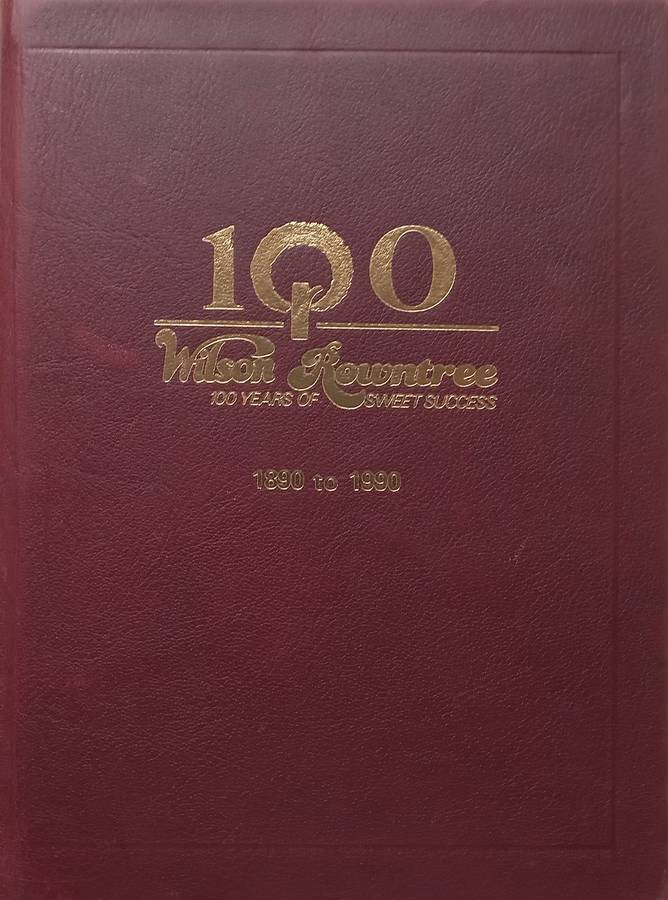 100
Wilson Rowntree
100 YEARS OF SWEET SUCCESS
1890 to 1990